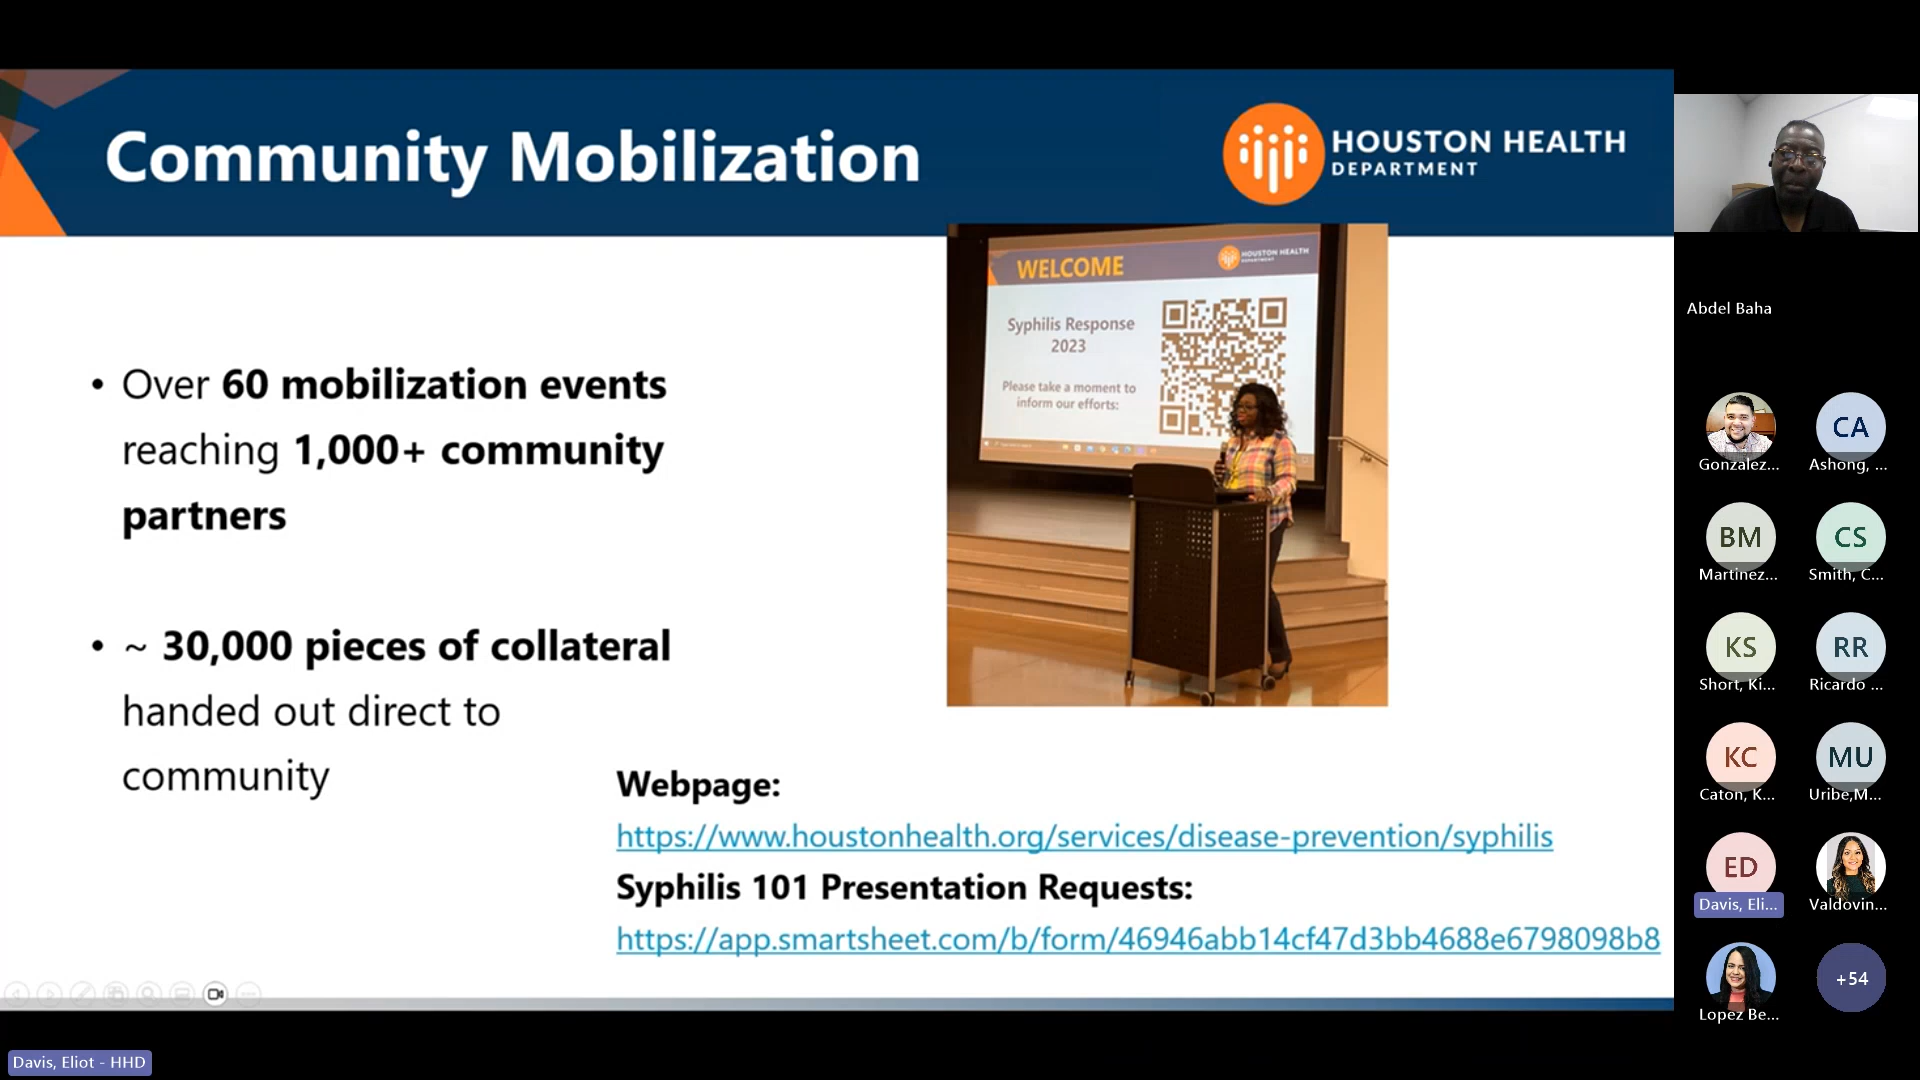 Community Mobilization
HOUSTON HEALTH
DEPARTMENT
• Over 60 mobilization events
reaching 1,000+ community
partners
• ~ 30,000 pieces of collateral
handed out direct to
community
WELCOME
HOUSTON HEALTH
DEPARTMENT
Syphilis Response
2023
Please take a moment to
inform our efforts:
Webpage:
https://www.houstonhealth.org/services/disease-prevention/syphilis
Syphilis 101 Presentation Requests:
https://app.smartsheet.com/b/form/46946abb14cf47d3bb4688e6798098b8
Abdel Baha
Gonzalez...
CA
Ashong, ...
BM
Martinez...
CS
Smith, C...
KS
Short, Ki...
RR
Ricardo ...
KC
Caton, K...
MU
Uribe,M...
ED
Davis, Eli...
Valdovin...
Lopez Be...
+54
Davis, Eliot - HHD